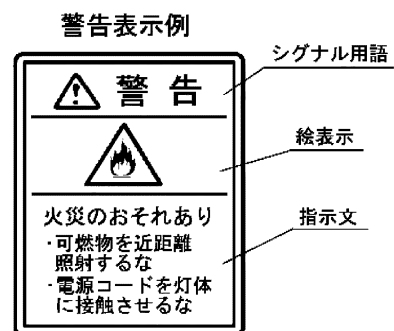 警告表示例
警告
シグナル用語
絵表示
火災のおそれあり
・可燃物を近距離
照射するな
・電源コードを灯体
に接触させるな
指示文